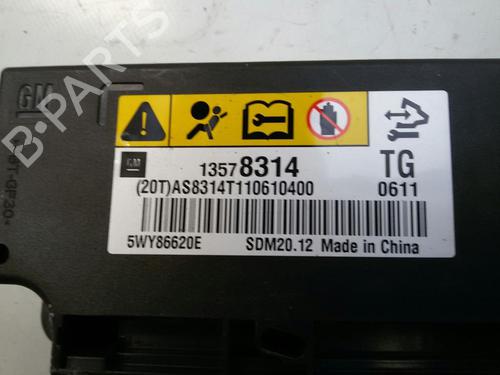 GM
B-PARTS
GM
13578314
TG
(20T)AS8314T110610400
0611
5WY86620E
SDM20.12
Made in China